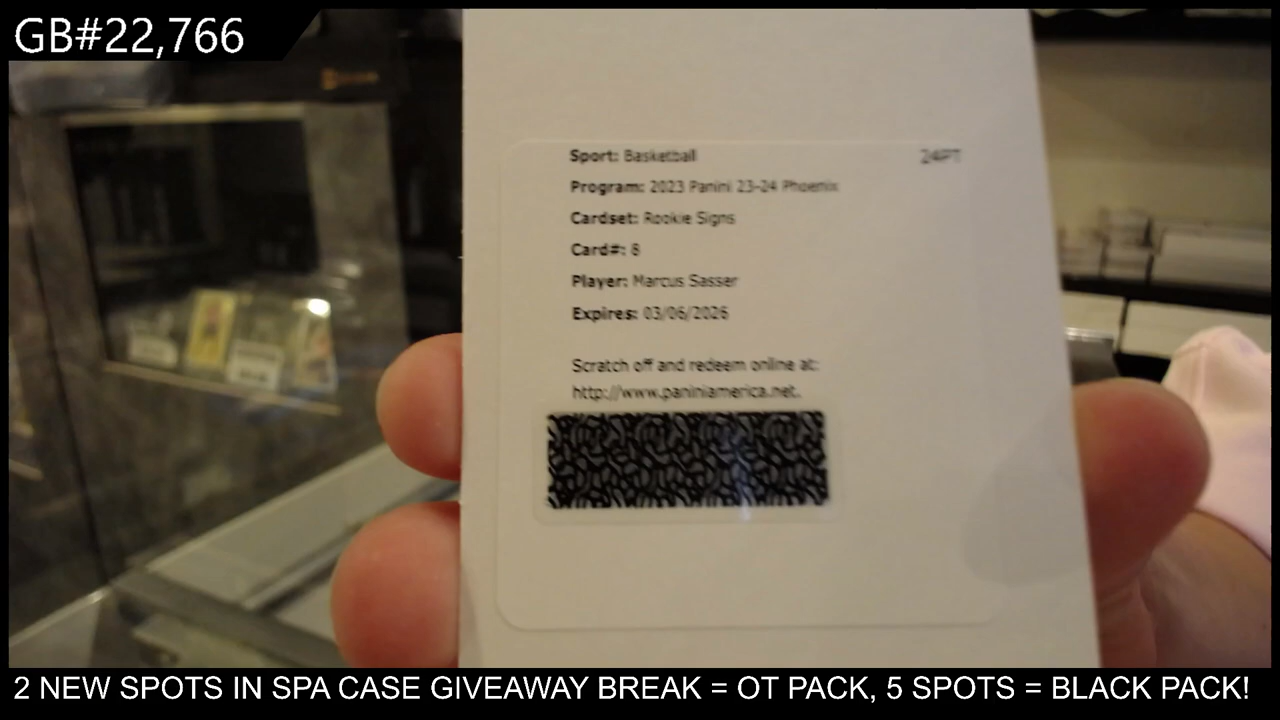 GB#22,766
Sport: Basketball
24PT
Program: 2023 Panini 23-24 Phoenix
Cardset: Rookie Signs
Card#: 8
Player: Marcus Sasser
Expires: 03/06/2026
Scratch off and redeem online at:
http://www.paniniamerica.net.
2 NEW SPOTS IN SPA CASE GIVEAWAY BREAK = OT PACK, 5 SPOTS = BLACK PACK!